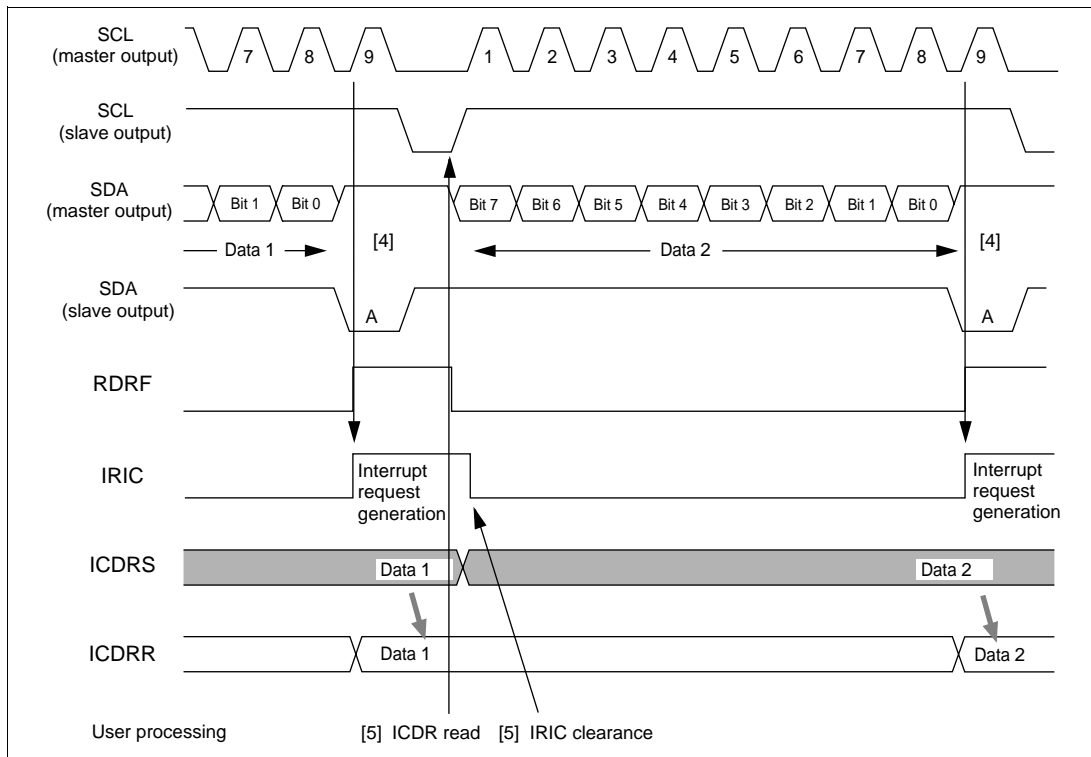 SCL
(master output)
7 8 9 1 2 3 4 5 6 7 8 9
SCL
(slave output)
SDA
(master output)
Bit 1 Bit 0 Bit 7 Bit 6 Bit 5 Bit 4 Bit 3 Bit 2 Bit 1 Bit 0
Data 1 [4] Data 2 [4]
SDA
(slave output)
A A
RDRF
IRIC
Interrupt
request
generation
Interrupt
request
generation
ICDRS
Data 1 Data 2
ICDRR
Data 1 Data 2
User processing [5] ICDR read [5] IRIC clearance